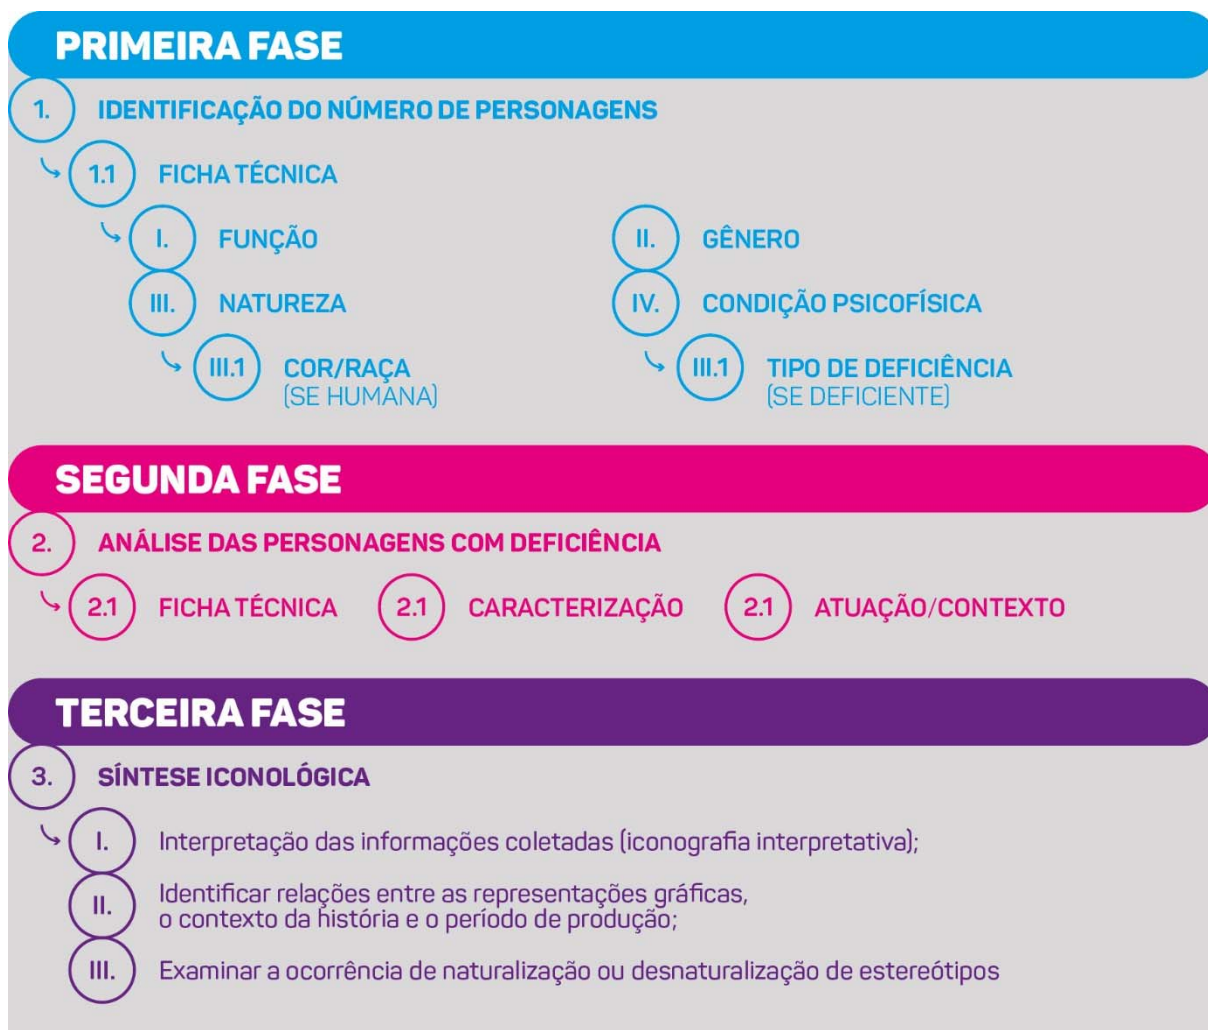 PRIMEIRA FASE
1. IDENTIFICAÇÃO DO NÚMERO DE PERSONAGENS
1.1 FICHA TÉCNICA
I. FUNÇÃO
II. GÊNERO
III. NATUREZA
IV. CONDIÇÃO PSICOFÍSICA
III.1 COR/RAÇA
(SE HUMANA)
III.1 TIPO DE DEFICIÊNCIA
(SE DEFICIENTE)
SEGUNDA FASE
2. ANÁLISE DAS PERSONAGENS COM DEFICIÊNCIA
2.1 FICHA TÉCNICA
2.1 CARACTERIZAÇÃO
2.1 ATUAÇÃO/CONTEXTO
TERCEIRA FASE
3. SÍNTESE ICONOLÓGICA
I. Interpretação das informações coletadas (iconografia interpretativa);
II. Identificar relações entre as representações gráficas,
o contexto da história e o período de produção;
III. Examinar a ocorrência de naturalização ou desnaturalização de estereótipos